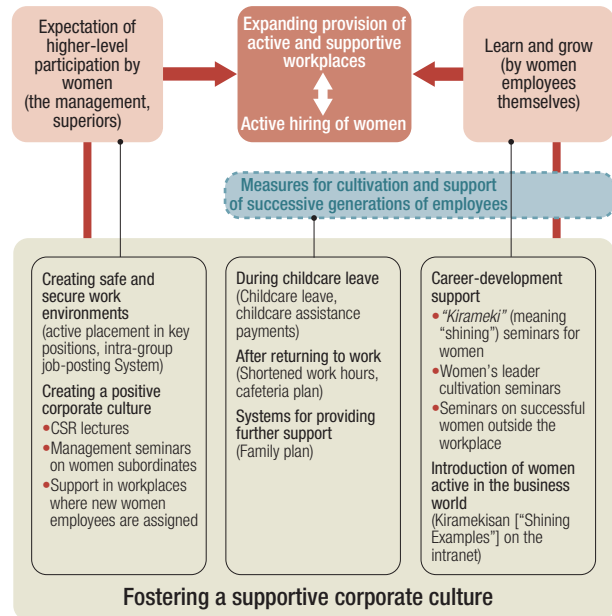 Expectation of
higher-level
participation by
women
(the management,
superiors)
Expanding provision of
active and supportive
workplaces
Active hiring of women
Learn and grow
(by women
employees
themselves)
Measures for cultivation and support
of successive generations of employees
Creating safe and
secure work
environments
(active placement in key
positions, intra-group
job-posting System)
Creating a positive
corporate culture
•CSR lectures
•Management seminars
on women subordinates
•Support in workplaces
where new women
employees are assigned
During childcare leave
(Childcare leave,
childcare assistance
payments)
After returning to work
(Shortened work hours,
cafeteria plan)
Systems for providing
further support
(Family plan)
Career-development
support
•"Kirameki" (meaning
"shining") seminars for
women
•Women's leader
cultivation seminars
•Seminars on successful
women outside the
workplace
Introduction of women
active in the business
world
(Kiramekisan ["Shining
Examples"] on the
intranet)
Fostering a supportive corporate culture